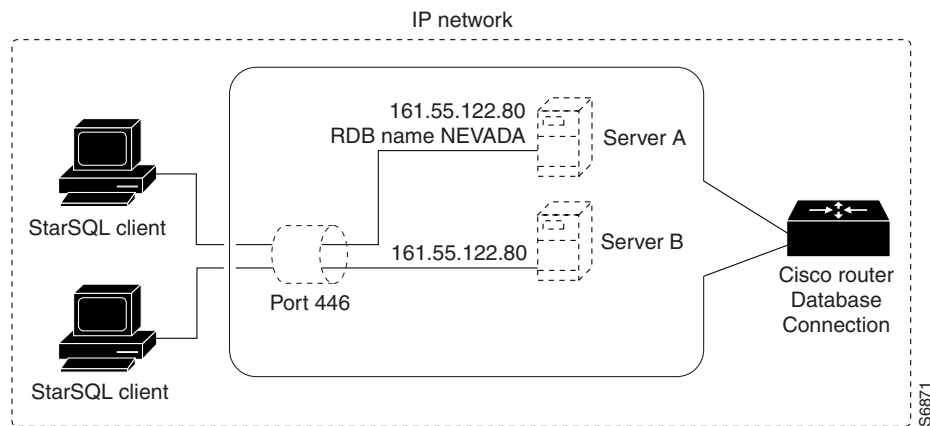 IP network
161.55.122.80
RDB name NEVADA
Server A
StarSQL client
161.55.122.80
Server B
Port 446
Cisco router
Database
Connection
StarSQL client
S6871